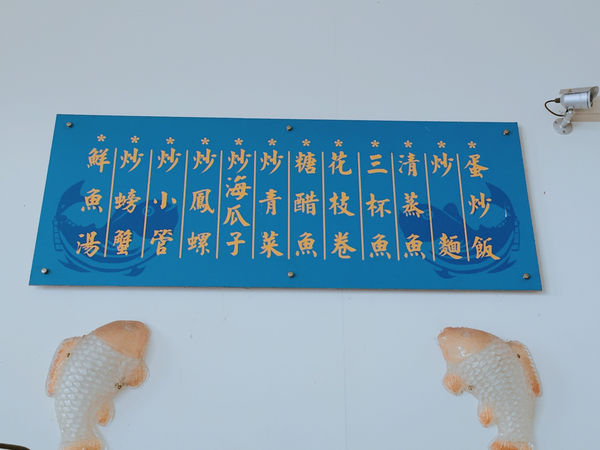 *蛋炒飯
*炒麵
*清蒸魚
*三杯魚
*花枝卷
*糖醋魚
*炒青菜
*炒海瓜子
*炒鳳螺
*炒小管
*炒螃蟹
*鮮魚湯